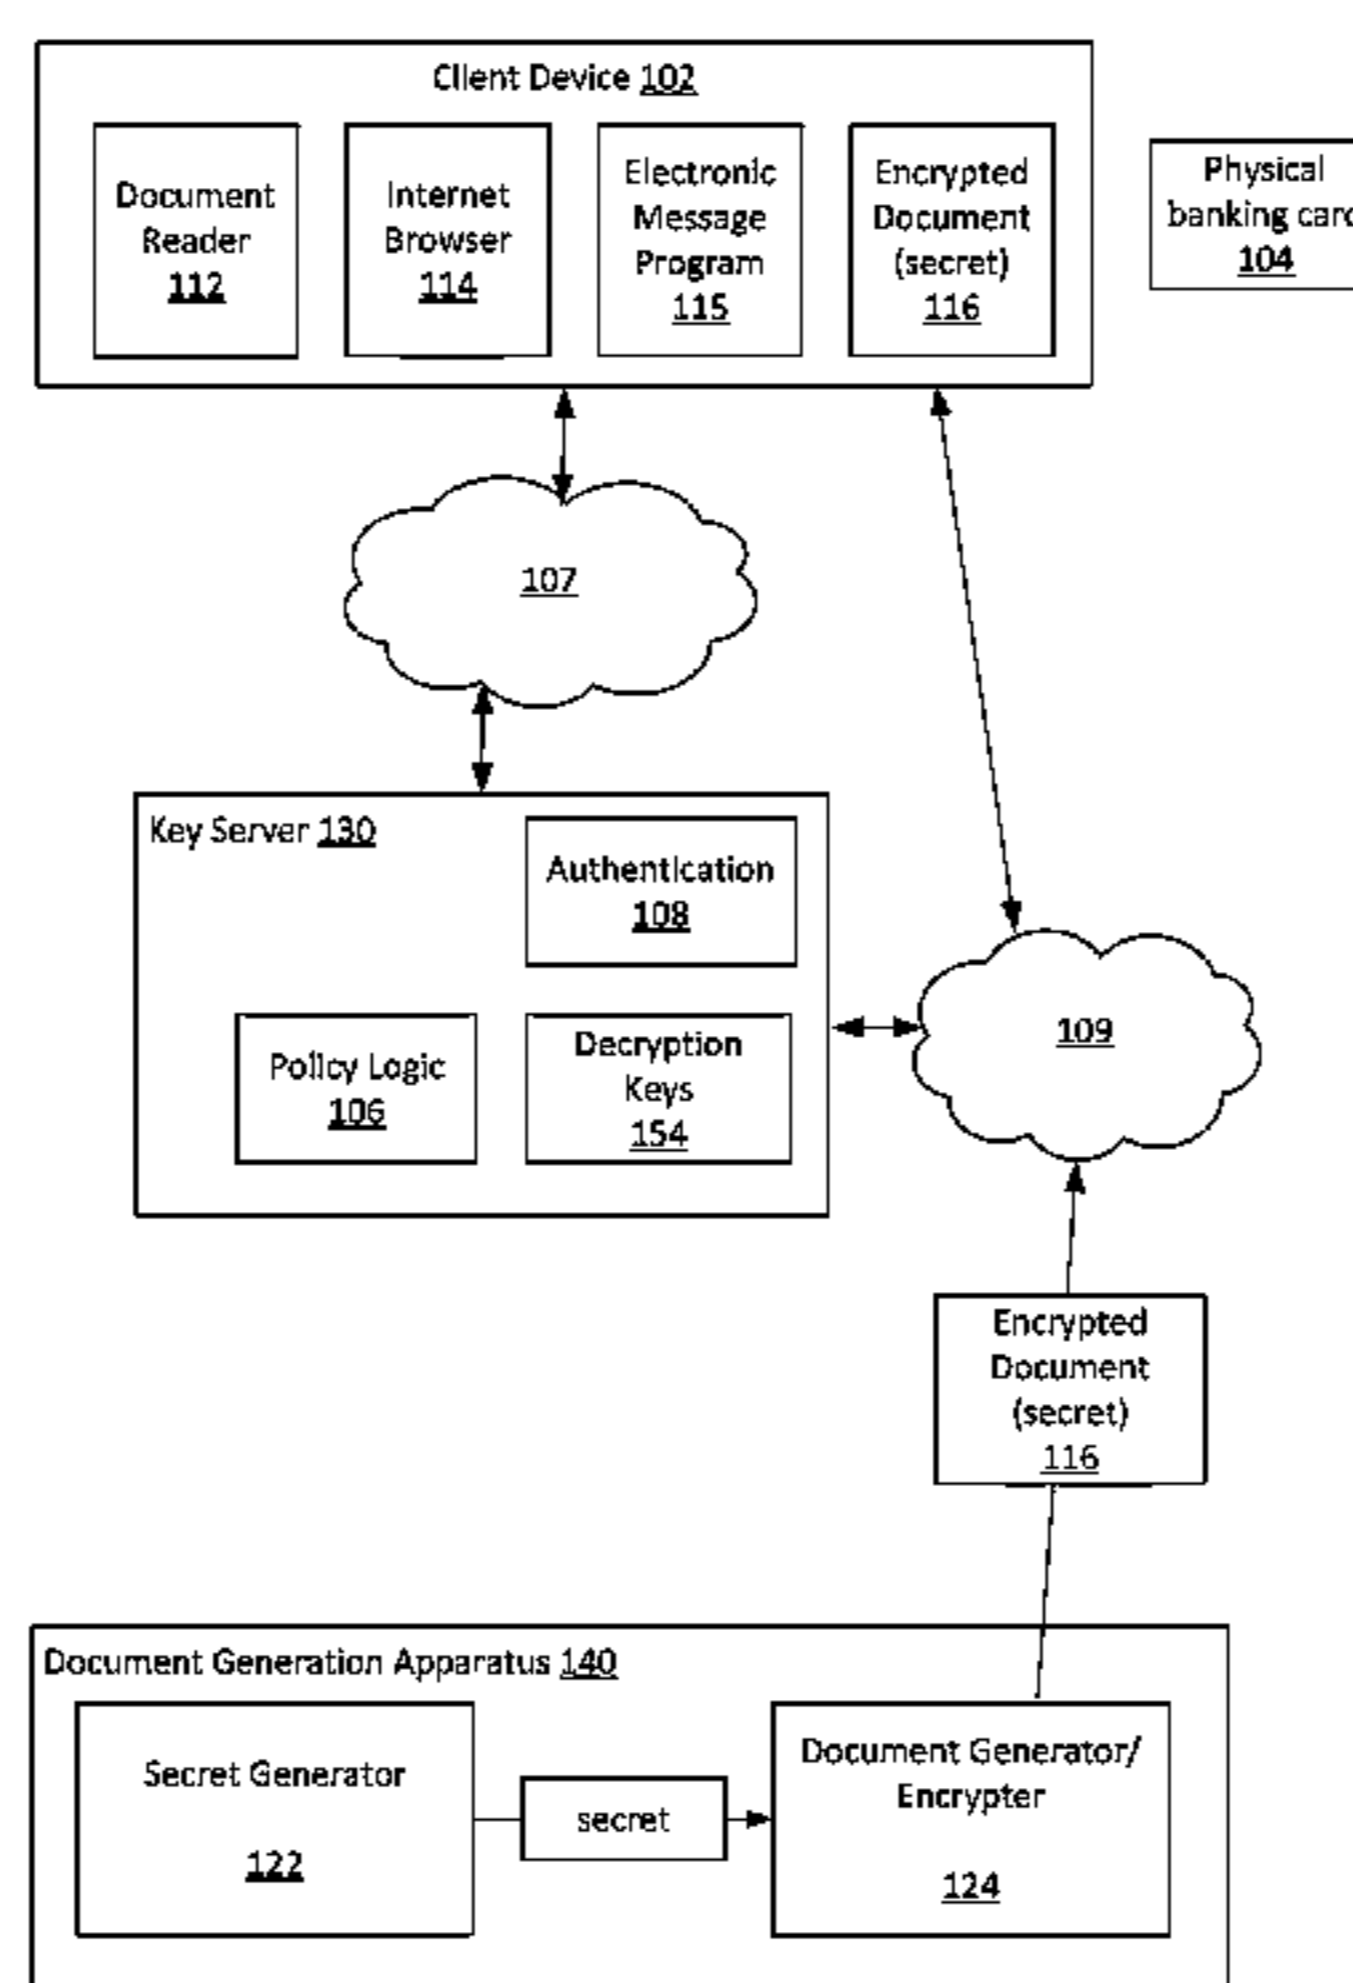 Client Device 102
Document
Reader
112
Internet
Browser
114
Electronic
Message
Program
115
Encrypted
Document
(secret)
116
Physical
banking card
104
107
Key Server 130
Authentication
108
Policy Logic
106
Decryption
Keys
154
109
Encrypted
Document
(secret)
116
Document Generation Apparatus 140
Secret Generator
122
secret
Document Generator/
Encrypter
124